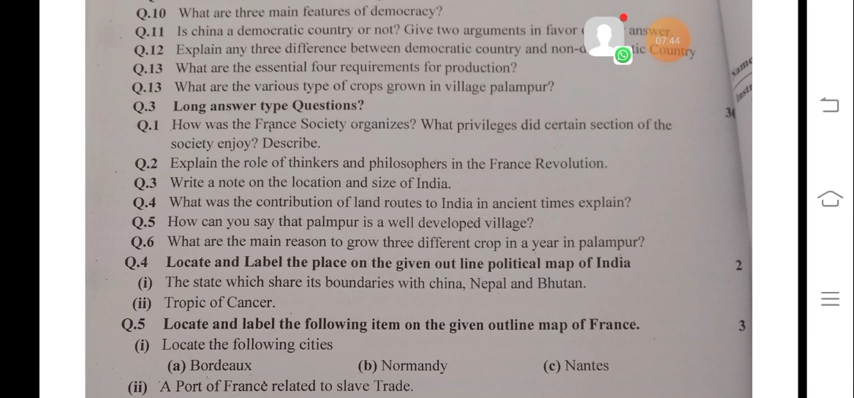 Q.10 What are three main features of democracy?
Q.11 Is china a democratic country or not? Give two arguments in favor answer
07:44
Q.12 Explain any three difference between democratic country and non-d tic Country
Q.13 What are the essential four requirements for production?
Q.13 What are the various type of crops grown in village palampur?
Q.3 Long answer type Questions?
Q.1 How was the France Society organizes? What privileges did certain section of the
society enjoy? Describe.
Q.2 Explain the role of thinkers and philosophers in the France Revolution.
Q.3 Write a note on the location and size of India.
Q.4 What was the contribution of land routes to India in ancient times explain?
Q.5 How can you say that palmpur is a well developed village?
Q.6 What are the main reason to grow three different crop in a year in palampur?
Q.4 Locate and Label the place on the given out line political map of India 2
(i) The state which share its boundaries with china, Nepal and Bhutan.
(ii) Tropic of Cancer.
Q.5 Locate and label the following item on the given outline map of France. 3
(i) Locate the following cities
(a) Bordeaux (b) Normandy (c) Nantes
(ii) A Port of France related to slave Trade.